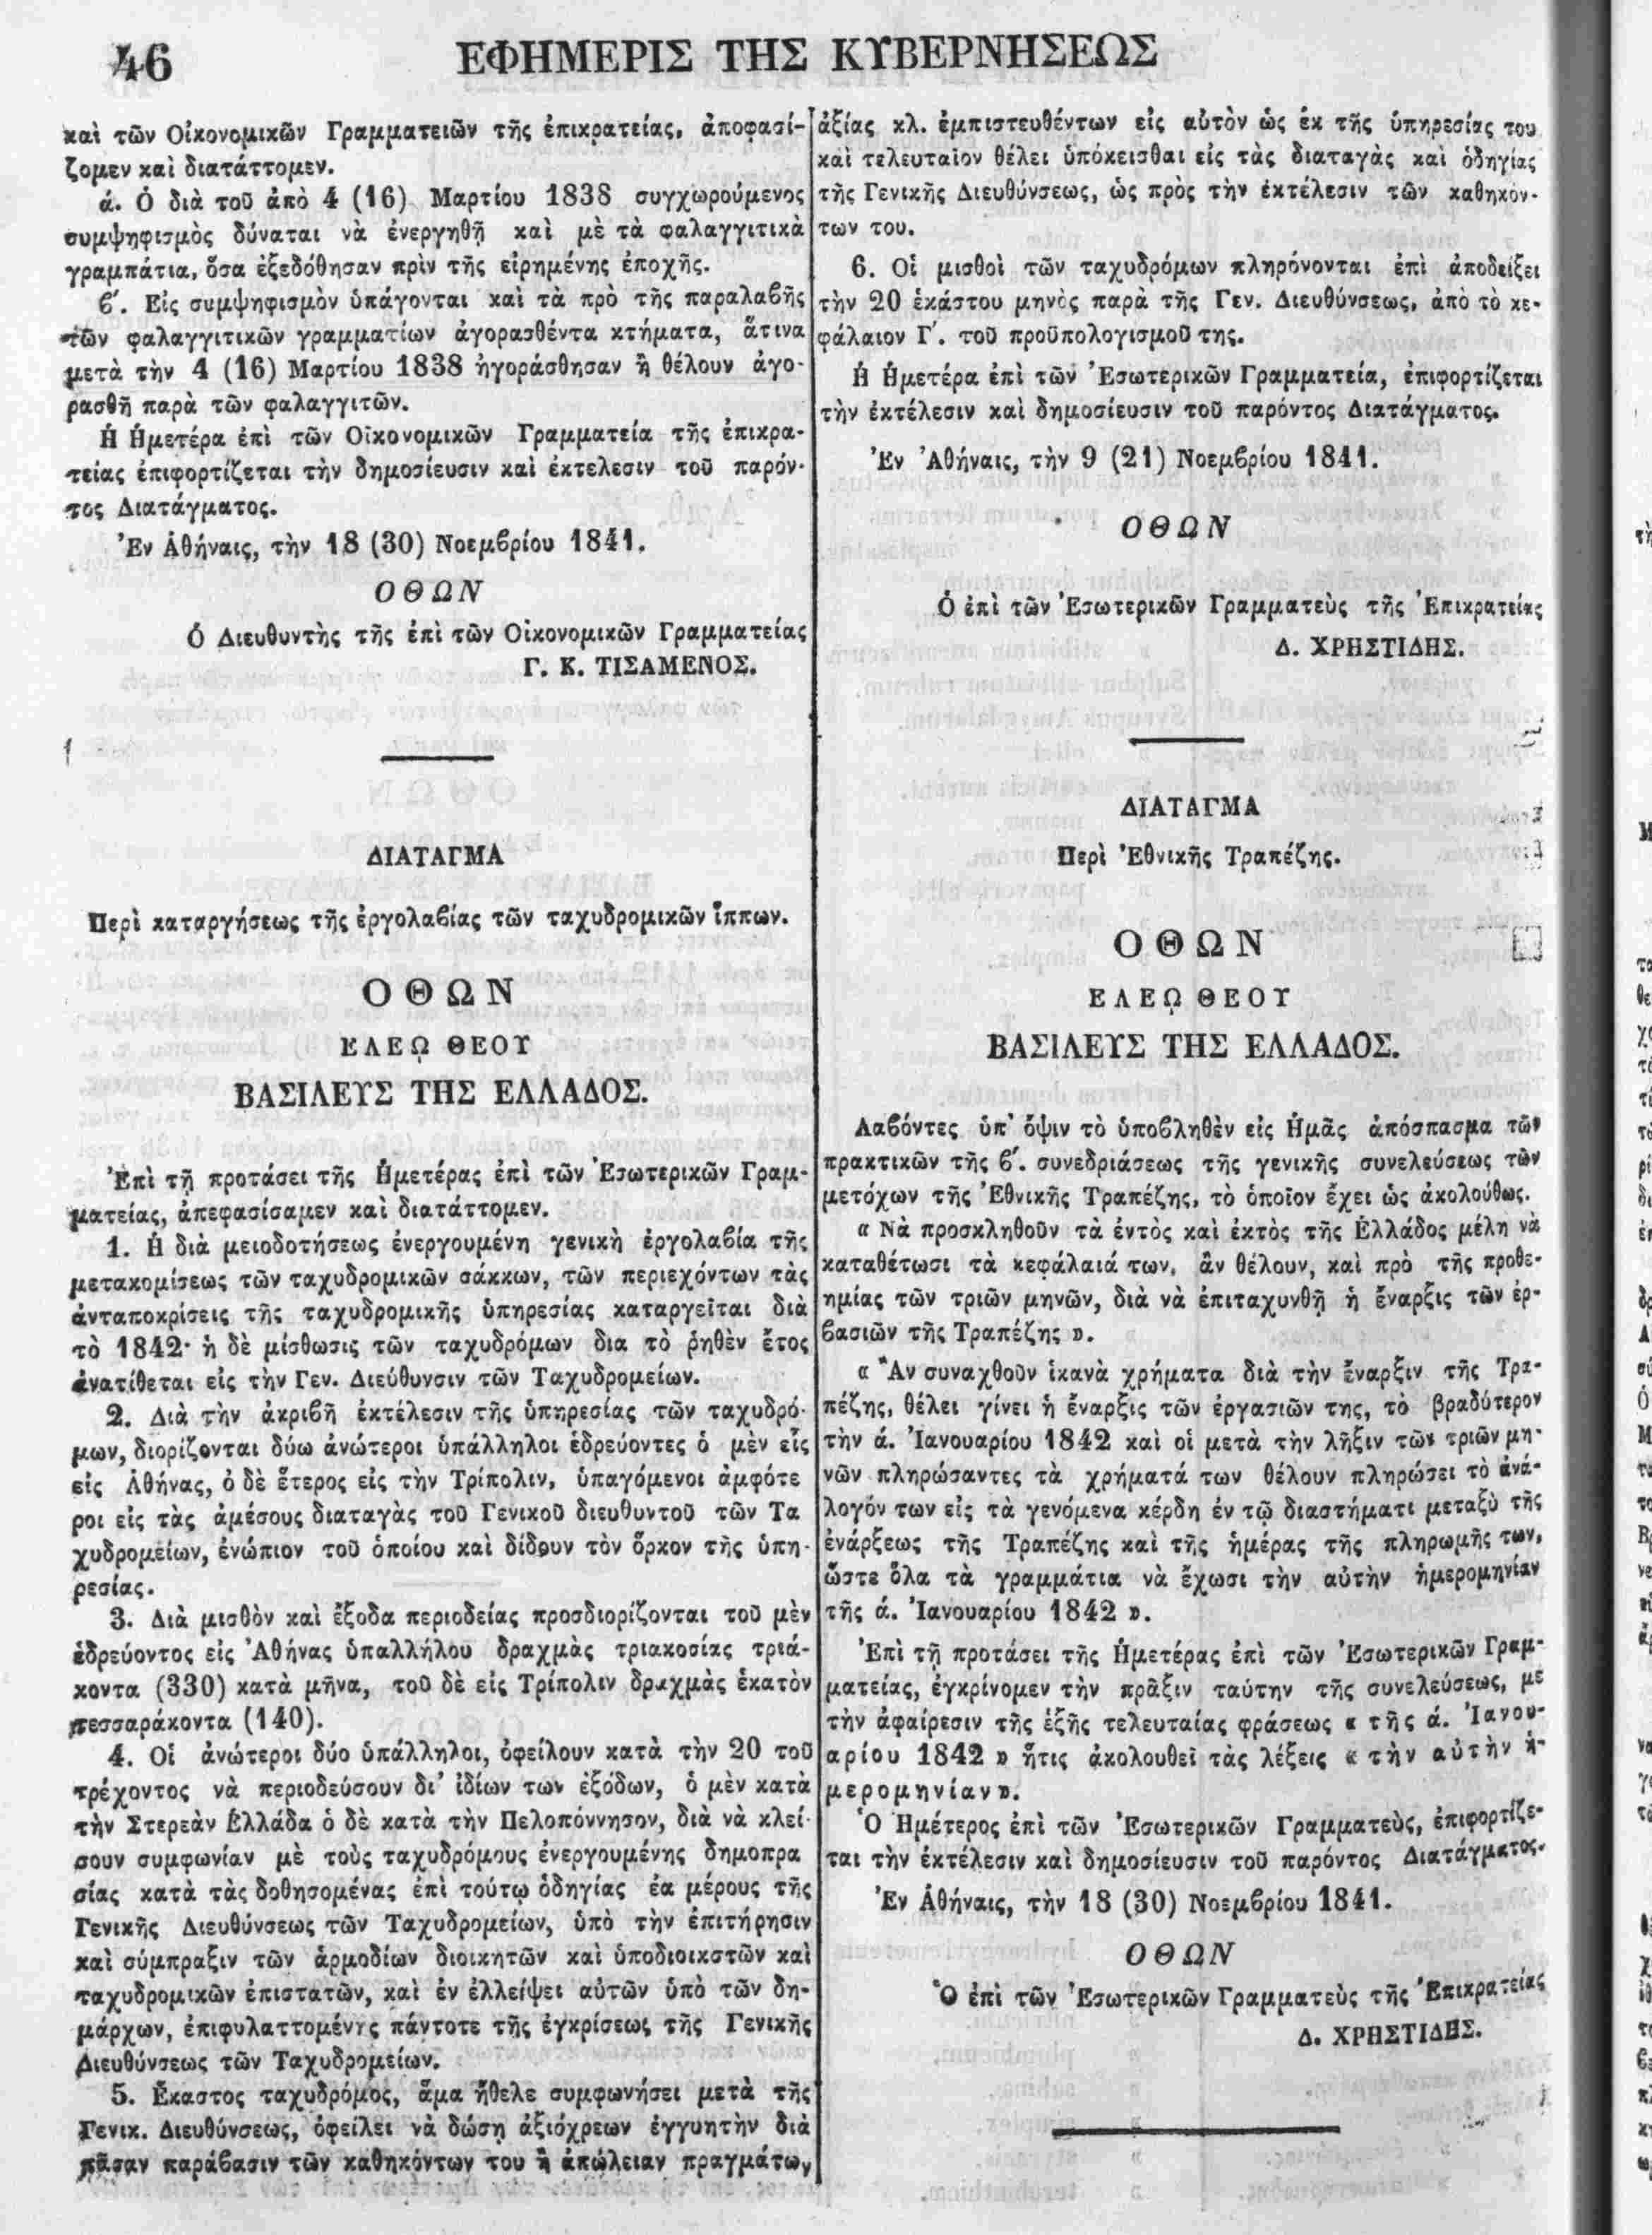 46
ΕΦΗΜΕΡΙΣ ΤΗΣ ΚΥΒΕΡΝΗΣΕΩΣ
καὶ τῶν Οἰκονομικῶν Γραμματειῶν τῆς ἐπικρατείας, ἀποφασί-
ζομεν καὶ διατάττομεν.
ά. Ὁ διὰ τοῦ ἀπὸ 4 (16) Μαρτίου 1838 συγχωρούμενος
συμψηφισμὸς δύναται νὰ ἐνεργηθῇ καὶ μὲ τὰ φαλαγγιτικὰ
γραμπάτια, ὅσα ἐξεδόθησαν πρὶν τῆς εἰρημένης ἐποχῆς.
ϐ΄. Εἰς συμψηφισμὸν ὑπάγονται καὶ τὰ πρὸ τῆς παραλαϐῆς
τῶν φαλαγγιτικῶν γραμματίων ἀγορασθέντα κτήματα, ἅτινα
μετὰ τὴν 4 (16) Μαρτίου 1838 ἠγοράσθησαν ἢ θέλουν ἀγο-
ρασθῆ παρὰ τῶν φαλαγγιτῶν.
Ἡ Ἡμετέρα ἐπὶ τῶν Οἰκονομικῶν Γραμματεία τῆς ἐπικρα-
τείας ἐπιφορτίζεται τὴν δημοσίευσιν καὶ ἐκτελεσιν τοῦ παρόν-
τος Διατάγματος.
Ἐν Ἀθήναις, τὴν 18 (30) Νοεμϐρίου 1841.
ΟΘΩΝ
Ὁ Διευθυντὴς τῆς ἐπὶ τῶν Οἰκονομικῶν Γραμματείας
Γ. Κ. ΤΙΣΑΜΕΝΟΣ.
ΔΙΑΤΑΓΜΑ
Περὶ καταργήσεως τῆς ἐργολαϐίας τῶν ταχυδρομικῶν ἵππων.
ΟΘΩΝ
ΕΛΕῼ ΘΕΟΥ
ΒΑΣΙΛΕΥΣ ΤΗΣ ΕΛΛΑΔΟΣ.
Ἐπὶ τῇ προτάσει τῆς Ἡμετέρας ἐπὶ τῶν Ἐσωτερικῶν Γραμ-
ματείας, ἀπεφασίσαμεν καὶ διατάττομεν.
1. Ἡ διὰ μειοδοτήσεως ἐνεργουμένη γενικὴ ἐργολαϐία τῆς
μετακομίσεως τῶν ταχυδρομικῶν σάκκων, τῶν περιεχόντων τὰς
ἀνταποκρίσεις τῆς ταχυδρομικῆς ὑπηρεσίας καταργεῖται διὰ
τὸ 1842· ἡ δὲ μίσθωσις τῶν ταχυδρόμων δια τὸ ῥηθὲν ἔτος
ἀνατίθεται εἰς τὴν Γεν. Διεύθυνσιν τῶν Ταχυδρομείων.
2. Διὰ τὴν ἀκριϐῆ ἐκτέλεσιν τῆς ὑπηρεσίας τῶν ταχυδρό-
μων, διορίζονται δύω ἀνώτεροι ὑπάλληλοι ἑδρεύοντες ὁ μὲν εἰς
εἰς Ἀθήνας, ὁ δὲ ἕτερος εἰς τὴν Τρίπολιν, ὑπαγόμενοι ἀμφότε
ροι εἰς τὰς ἀμέσους διαταγὰς τοῦ Γενικοῦ διευθυντοῦ τῶν Τα
χυδρομείων, ἐνώπιον τοῦ ὁποίου καὶ δίδουν τὸν ὅρκον τῆς ὑπη-
ρεσίας.
3. Διὰ μισθὸν καὶ ἔξοδα περιοδείας προσδιορίζονται τοῦ μὲν
ἑδρεύοντος εἰς Ἀθήνας ὑπαλλήλου δραχμὰς τριακοσίας τριά-
κοντα (330) κατὰ μῆνα, τοῦ δὲ εἰς Τρίπολιν δραχμὰς ἑκατὸν
τεσσαράκοντα (140).
4. Οἱ ἀνώτεροι δύο ὑπάλληλοι, ὀφείλουν κατὰ τὴν 20 τοῦ
τρέχοντος νὰ περιοδεύσουν δι' ἰδίων των ἐξόδων, ὁ μὲν κατὰ
τὴν Στερεὰν Ἑλλάδα ὁ δὲ κατὰ τὴν Πελοπόννησον, διὰ νὰ κλεί-
σουν συμφωνίαν μὲ τοὺς ταχυδρόμους ἐνεργουμένης δημοπρα
σίας κατὰ τὰς δοθησομένας ἐπὶ τούτῳ ὁδηγίας ἐα μέρους τῆς
Γενικῆς Διευθύνσεως τῶν Ταχυδρομείων, ὑπὸ τὴν ἐπιτήρησιν
καὶ σύμπραξιν τῶν ἁρμοδίων διοικητῶν καὶ ὑποδιοικστῶν καὶ
ταχυδρομικῶν ἐπιστατῶν, καὶ ἐν ἐλλείψει αὐτῶν ὑπὸ τῶν δη-
μάρχων, ἐπιφυλαττομένης πάντοτε τῆς ἐγκρίσεως τῆς Γενικῆς
Διευθύνσεως τῶν Ταχυδρομείων.
5. Ἕκαστος ταχυδρόμος, ἅμα ἤθελε συμφωνήσει μετὰ τῆς
Γενικ. Διευθύνσεως, ὀφείλει νὰ δώσῃ ἀξιόχρεων ἐγγυητὴν διὰ
πᾶσαν παράϐασιν τῶν καθηκόντων του ἢ ἀπώλειαν πραγμάτων
ἀξίας κλ. ἐμπιστευθέντων εἰς αὐτὸν ὡς ἐκ τῆς ὑπηρεσίας του
καὶ τελευταῖον θέλει ὑπόκεισθαι εἰς τὰς διαταγὰς καὶ ὁδηγίας
τῆς Γενικῆς Διευθύνσεως, ὡς πρὸς τὴν ἐκτέλεσιν τῶν καθηκόν-
των του.
6. Οἱ μισθοὶ τῶν ταχυδρόμων πληρόνονται ἐπὶ ἀποδείξει
τὴν 20 ἑκάστου μηνὸς παρὰ τῆς Γεν. Διευθύνσεως, ἀπὸ τὸ κε-
φάλαιον Γ΄. τοῦ προϋπολογισμοῦ της.
Ἡ Ἡμετέρα ἐπὶ τῶν Ἐσωτερικῶν Γραμματεία, ἐπιφορτίζεται
τὴν ἐκτέλεσιν καὶ δημοσίευσιν τοῦ παρόντος Διατάγματος.
Ἐν Ἀθήναις, τὴν 9 (21) Νοεμϐρίου 1841.
ΟΘΩΝ
Ὁ ἐπὶ τῶν Ἐσωτερικῶν Γραμματεὺς τῆς Ἐπικρατείας
Δ. ΧΡΗΣΤΙΔΗΣ.
ΔΙΑΤΑΓΜΑ
Περὶ Ἐθνικῆς Τραπέζης.
ΟΘΩΝ
ΕΛΕῼ ΘΕΟΥ
ΒΑΣΙΛΕΥΣ ΤΗΣ ΕΛΛΑΔΟΣ.
Λαϐόντες ὑπ' ὄψιν τὸ ὑποϐληθὲν εἰς Ἡμᾶς ἀπόσπασμα τῶν
πρακτικῶν τῆς ϐ΄. συνεδριάσεως τῆς γενικῆς συνελεύσεως τῶν
μετόχων τῆς Ἐθνικῆς Τραπέζης, τὸ ὁποῖον ἔχει ὡς ἀκολούθως.
« Νὰ προσκληθοῦν τὰ ἐντὸς καὶ ἐκτὸς τῆς Ἑλλάδος μέλη νὰ
καταθέτωσι τὰ κεφάλαιά των, ἂν θέλουν, καὶ πρὸ τῆς προθε-
ημίας τῶν τριῶν μηνῶν, διὰ νὰ ἐπιταχυνθῇ ἡ ἔναρξις τῶν ἐρ-
ϐασιῶν τῆς Τραπέζης ».
« Ἂν συναχθοῦν ἱκανὰ χρήματα διὰ τὴν ἔναρξιν τῆς Τρα-
πέζης, θέλει γίνει ἡ ἔναρξις τῶν ἐργασιῶν της, τὸ βραδύτερον
τὴν ά. Ἰανουαρίου 1842 καὶ οἱ μετὰ τὴν λῆξιν τῶν τριῶν μη-
νῶν πληρώσαντες τὰ χρήματά των θέλουν πληρώσει τὸ ἀνά-
λογόν των εἰς τὰ γενόμενα κέρδη ἐν τῷ διαστήματι μεταξὺ τῆς
ἐνάρξεως τῆς Τραπέζης καὶ τῆς ἡμέρας τῆς πληρωμῆς των,
ὥστε ὅλα τὰ γραμμάτια νὰ ἔχωσι τὴν αὐτὴν ἡμερομηνίαν
τῆς ά. Ἰανουαρίου 1842 ».
Ἐπὶ τῇ προτάσει τῆς Ἡμετέρας ἐπὶ τῶν Ἐσωτερικῶν Γραμ-
ματείας, ἐγκρίνομεν τὴν πρᾶξιν ταύτην τῆς συνελεύσεως, μὲ
τὴν ἀφαίρεσιν τῆς ἑξῆς τελευταίας φράσεως « τῆς ά. Ἰανου-
αρίου 1842 » ἥτις ἀκολουθεῖ τὰς λέξεις « τὴν αὐτὴν ἡ-
μερομηνίαν».
Ὁ Ἡμέτερος ἐπὶ τῶν Ἐσωτερικῶν Γραμματεὺς, ἐπιφορτίζε-
ται τὴν ἐκτέλεσιν καὶ δημοσίευσιν τοῦ παρόντος Διατάγματος.
Ἐν Ἀθήναις, τὴν 18 (30) Νοεμϐρίου 1841.
ΟΘΩΝ
Ὁ ἐπὶ τῶν Ἐσωτερικῶν Γραμματεὺς τῆς Ἐπικρατείας
Δ. ΧΡΗΣΤΙΔΗΣ.